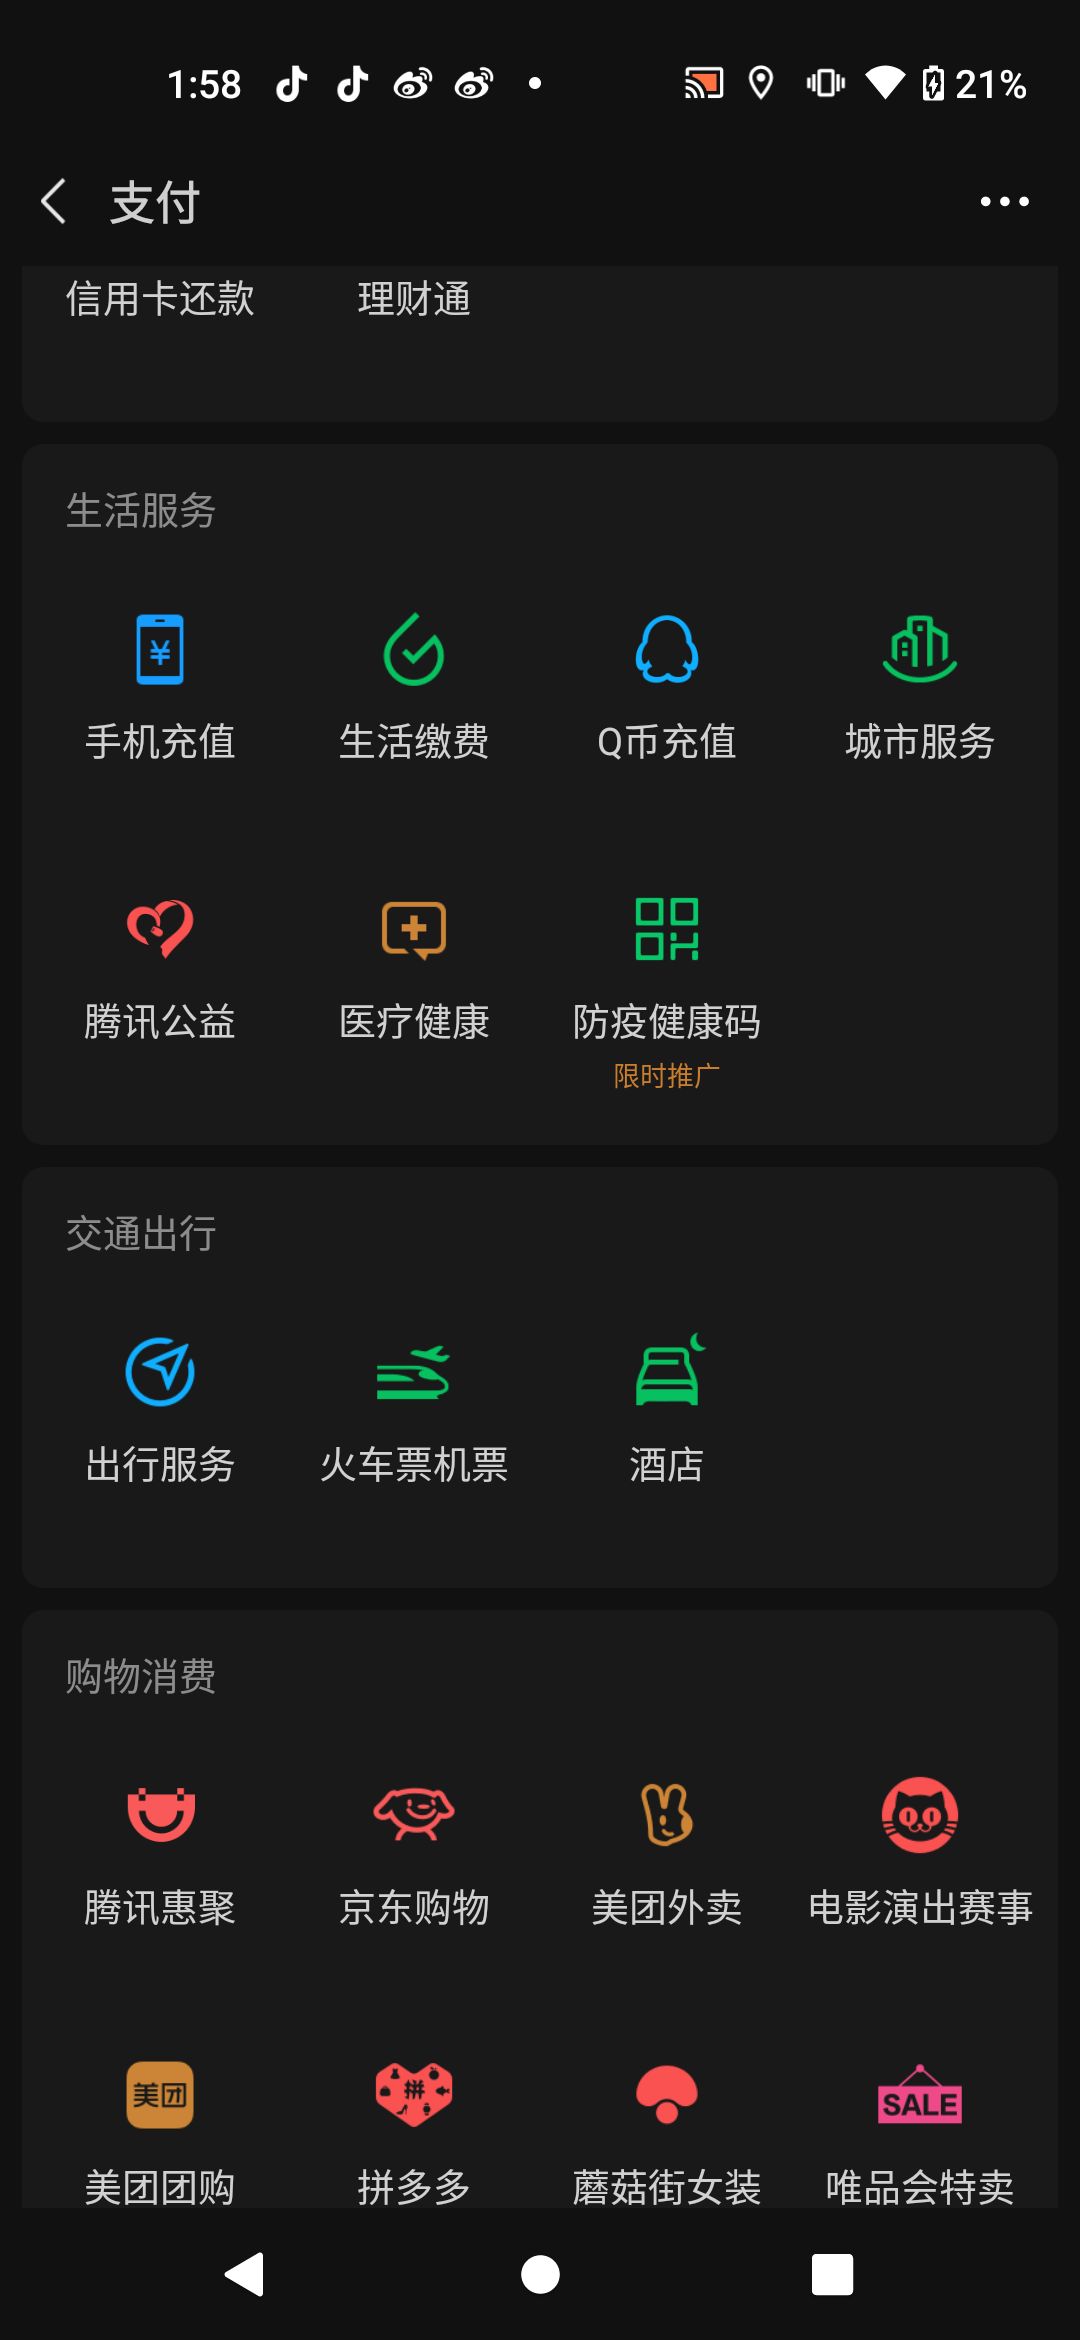 1:58 21%
支付
信用卡还款 理财通
生活服务
¥
手机充值 生活缴费 Q币充值 城市服务
腾讯公益 医疗健康 防疫健康码
限时推广
交通出行
出行服务 火车票机票 酒店
购物消费
腾讯惠聚 京东购物 美团外卖 电影演出赛事
美团 拼 SALE
美团团购 拼多多 蘑菇街女装 唯品会特卖